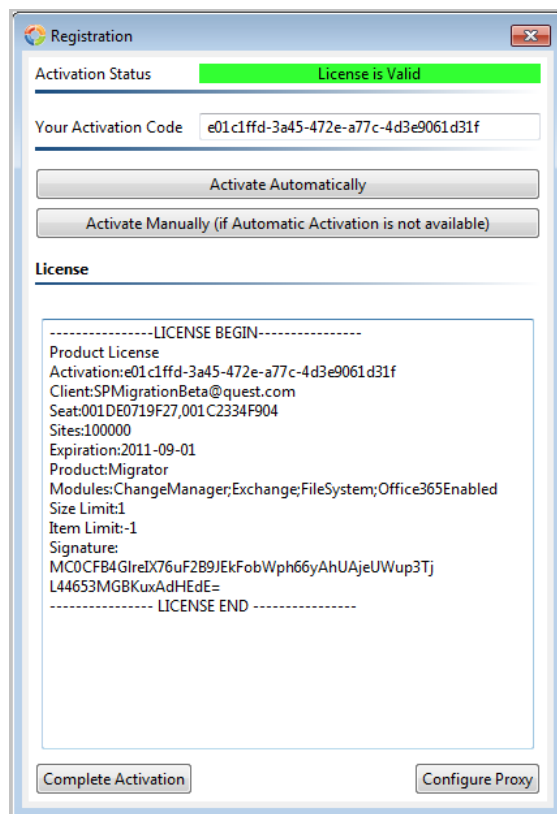 Registration
Activation Status License is Valid
Your Activation Code e01c1ffd-3a45-472e-a77c-4d3e9061d31f
Activate Automatically
Activate Manually (if Automatic Activation is not available)
License
----------------LICENSE BEGIN----------------
Product License
Activation:e01c1ffd-3a45-472e-a77c-4d3e9061d31f
Client:SPMigrationBeta@quest.com
Seat:001DE0719F27,001C2334F904
Sites:100000
Expiration:2011-09-01
Product:Migrator
Modules:ChangeManager;Exchange;FileSystem;Office365Enabled
Size Limit:1
Item Limit:-1
Signature:
MC0CFB4GIreIX76uF2B9JEkFobWph66yAhUAjeUWup3Tj
L44653MGBKuxAdHEdE=
---------------- LICENSE END ----------------
Complete Activation Configure Proxy